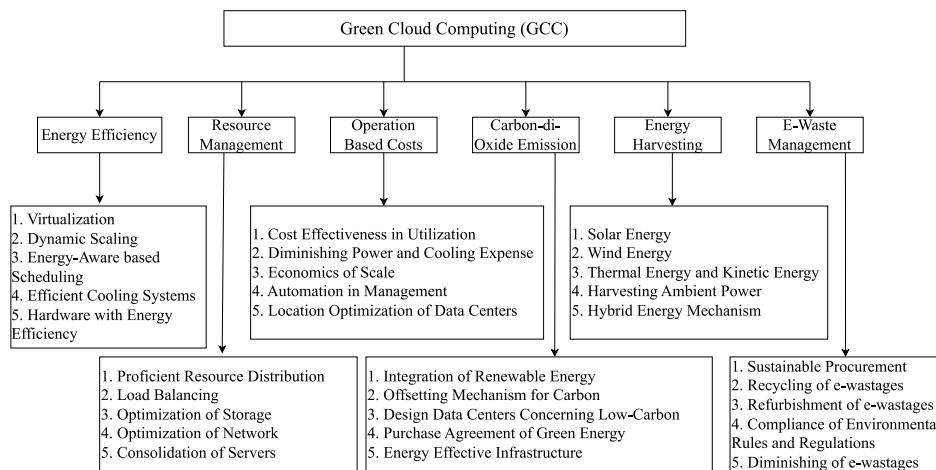 Green Cloud Computing (GCC)
Energy Efficiency
Resource
Management
Operation
Based Costs
Carbon-di-
Oxide Emission
Energy
Harvesting
E-Waste
Management
1. Virtualization
2. Dynamic Scaling
3. Energy-Aware based
Scheduling
4. Efficient Cooling Systems
5. Hardware with Energy
Efficiency
1. Cost Effectiveness in Utilization
2. Diminishing Power and Cooling Expense
3. Economics of Scale
4. Automation in Management
5. Location Optimization of Data Centers
1. Solar Energy
2. Wind Energy
3. Thermal Energy and Kinetic Energy
4. Harvesting Ambient Power
5. Hybrid Energy Mechanism
1. Proficient Resource Distribution
2. Load Balancing
3. Optimization of Storage
4. Optimization of Network
5. Consolidation of Servers
1. Integration of Renewable Energy
2. Offsetting Mechanism for Carbon
3. Design Data Centers Concerning Low-Carbon
4. Purchase Agreement of Green Energy
5. Energy Effective Infrastructure
1. Sustainable Procurement
2. Recycling of e-wastages
3. Refurbishment of e-wastages
4. Compliance of Environmenta
Rules and Regulations
5. Diminishing of e-wastages